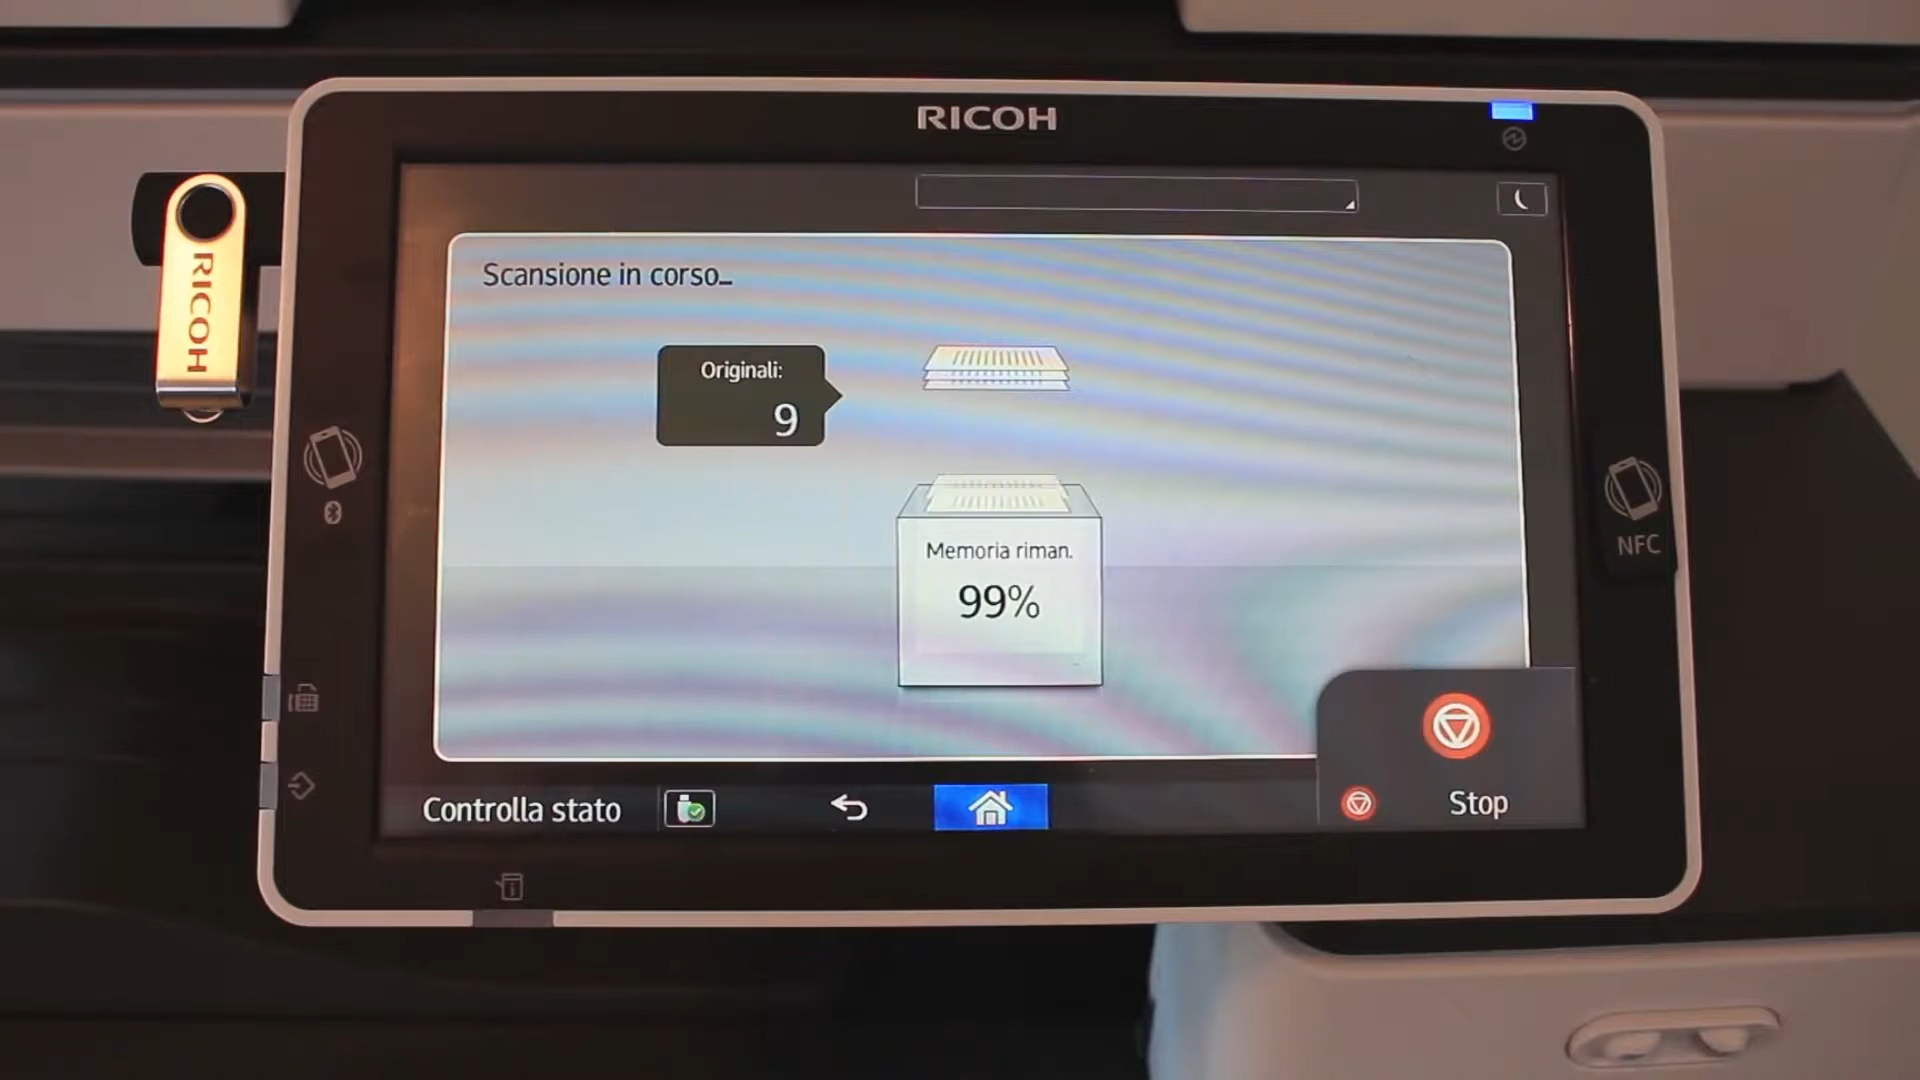 RICOH
RICOH
Scansione in corso...
Originali:
9
Memoria riman.
99%
NFC
Controlla stato
Stop